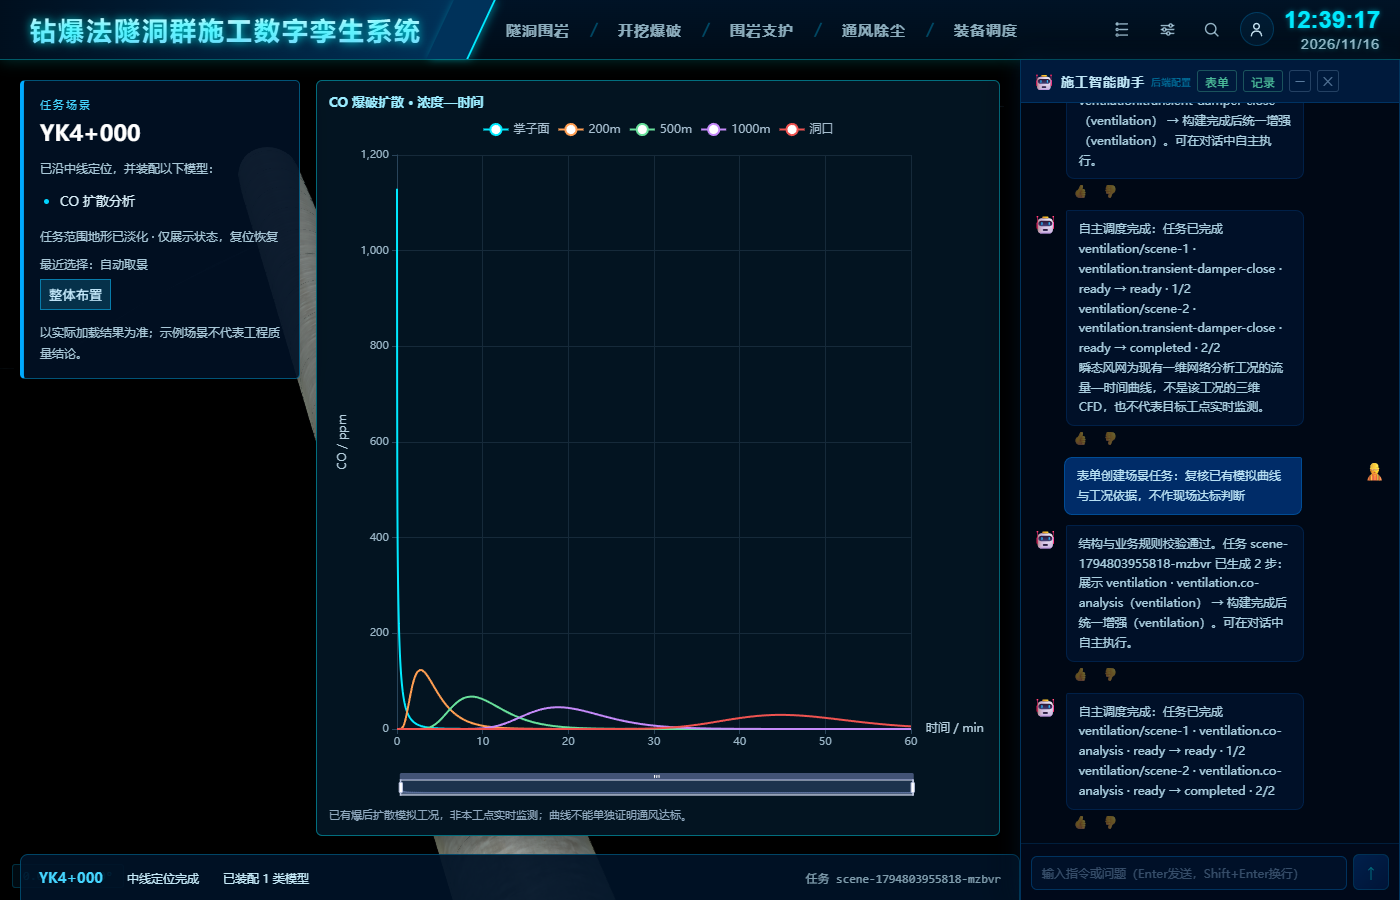 钻爆法隧洞群施工数字孪生系统
隧洞围岩 / 开挖爆破 / 围岩支护 / 通风除尘 / 装备调度
12:39:17
2026/11/16
任务场景
YK4+000
已沿中线定位，并装配以下模型：
• CO 扩散分析
任务范围地形已淡化 · 仅展示状态，复位恢复
最近选择：自动取景
整体布置
以实际加载结果为准；示例场景不代表工程质
量结论。
CO 爆破扩散 • 浓度—时间
掌子面 200m 500m 1000m 洞口
1,200
1,000
800
600
400
200
0
CO / ppm
0 10 20 30 40 50 60
时间 / min
已有爆后扩散模拟工况，非本工点实时监测；曲线不能单独证明通风达标。
YK4+000 中线定位完成 已装配 1 类模型 任务 scene-1794803955818-mzbvr
施工智能助手 后端配置 表单 记录
ventilation.transient-damper-close
（ventilation） → 构建完成后统一增强
（ventilation）。可在对话中自主执
行。
自主调度完成：任务已完成
ventilation/scene-1 ·
ventilation.transient-damper-close ·
ready → ready · 1/2
ventilation/scene-2 ·
ventilation.transient-damper-close ·
ready → completed · 2/2
瞬态风网为现有一维网络分析工况的流
量—时间曲线，不是该工况的三维
CFD，也不代表目标工点实时监测。
表单创建场景任务：复核已有模拟曲线
与工况依据，不作现场达标判断
结构与业务规则校验通过。任务 scene-
1794803955818-mzbvr 已生成 2 步：
展示 ventilation · ventilation.co-
analysis（ventilation） → 构建完成后
统一增强（ventilation）。可在对话中
自主执行。
自主调度完成：任务已完成
ventilation/scene-1 · ventilation.co-
analysis · ready → ready · 1/2
ventilation/scene-2 · ventilation.co-
analysis · ready → completed · 2/2
输入指令或问题（Enter发送，Shift+Enter换行）